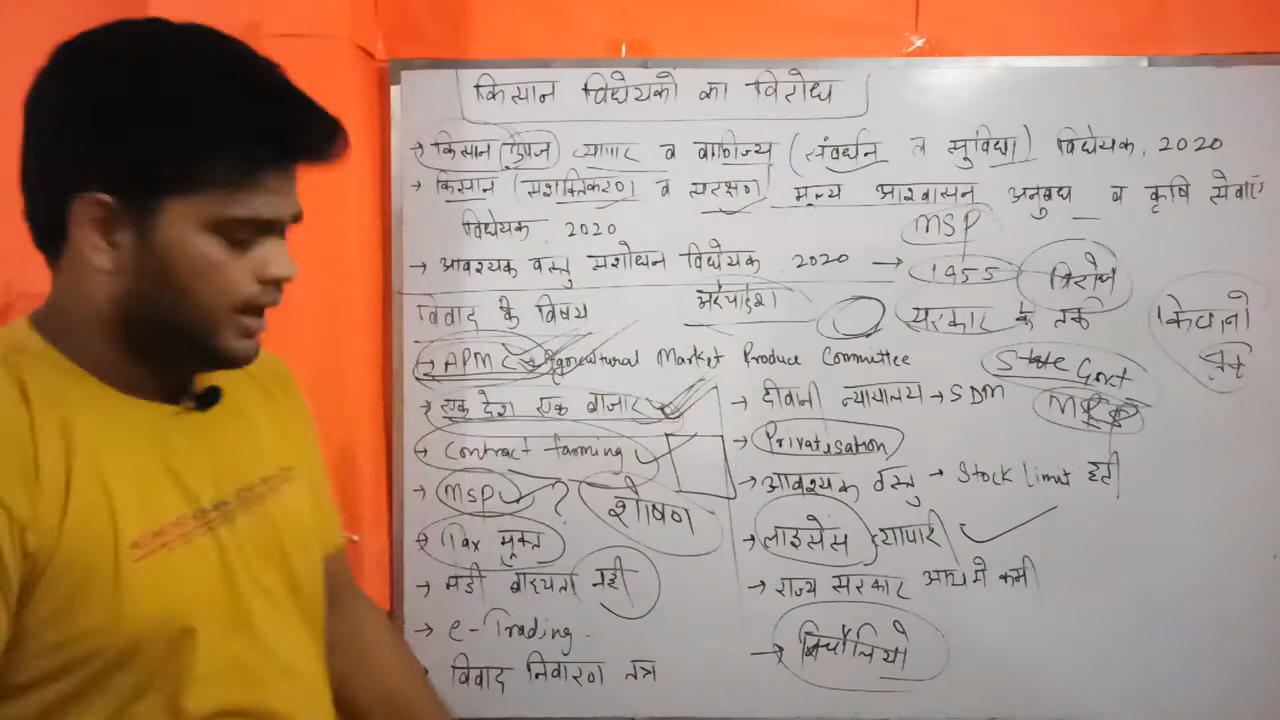 किसान विधेयको का विरोध
→ किसान (उपज) व्यापार व वाणिज्य (संवर्धन व सुविधा) विधेयक, 2020
→ किसान (सशक्तिकरण व संरक्षण) मूल्य आश्वासन अनुबंध व कृषि सेवाएं
विधेयक, 2020
MSP
→ आवश्यक वस्तु संशोधन विधेयक, 2020 → 1955 विरोध
विवाद के विषय
सरकार के तर्क
→ APMC → Agricultural Market Produce Committee
State Govt
→ एक देश एक बाजार
→ Contract farming
→ MSP ?
शोषण
→ Tax मुक्त
→ मंडी बाध्यता नही
→ e-Trading.
→ विवाद निवारण तंत्र
→ दीवानी न्यायालय → SDM
→ Privatisation
→ आवश्यक वस्तु → Stock limit हटी
→ लाइसेंस व्यापारी
→ राज्य सरकार आय मे कमी
→ बिचौलियो